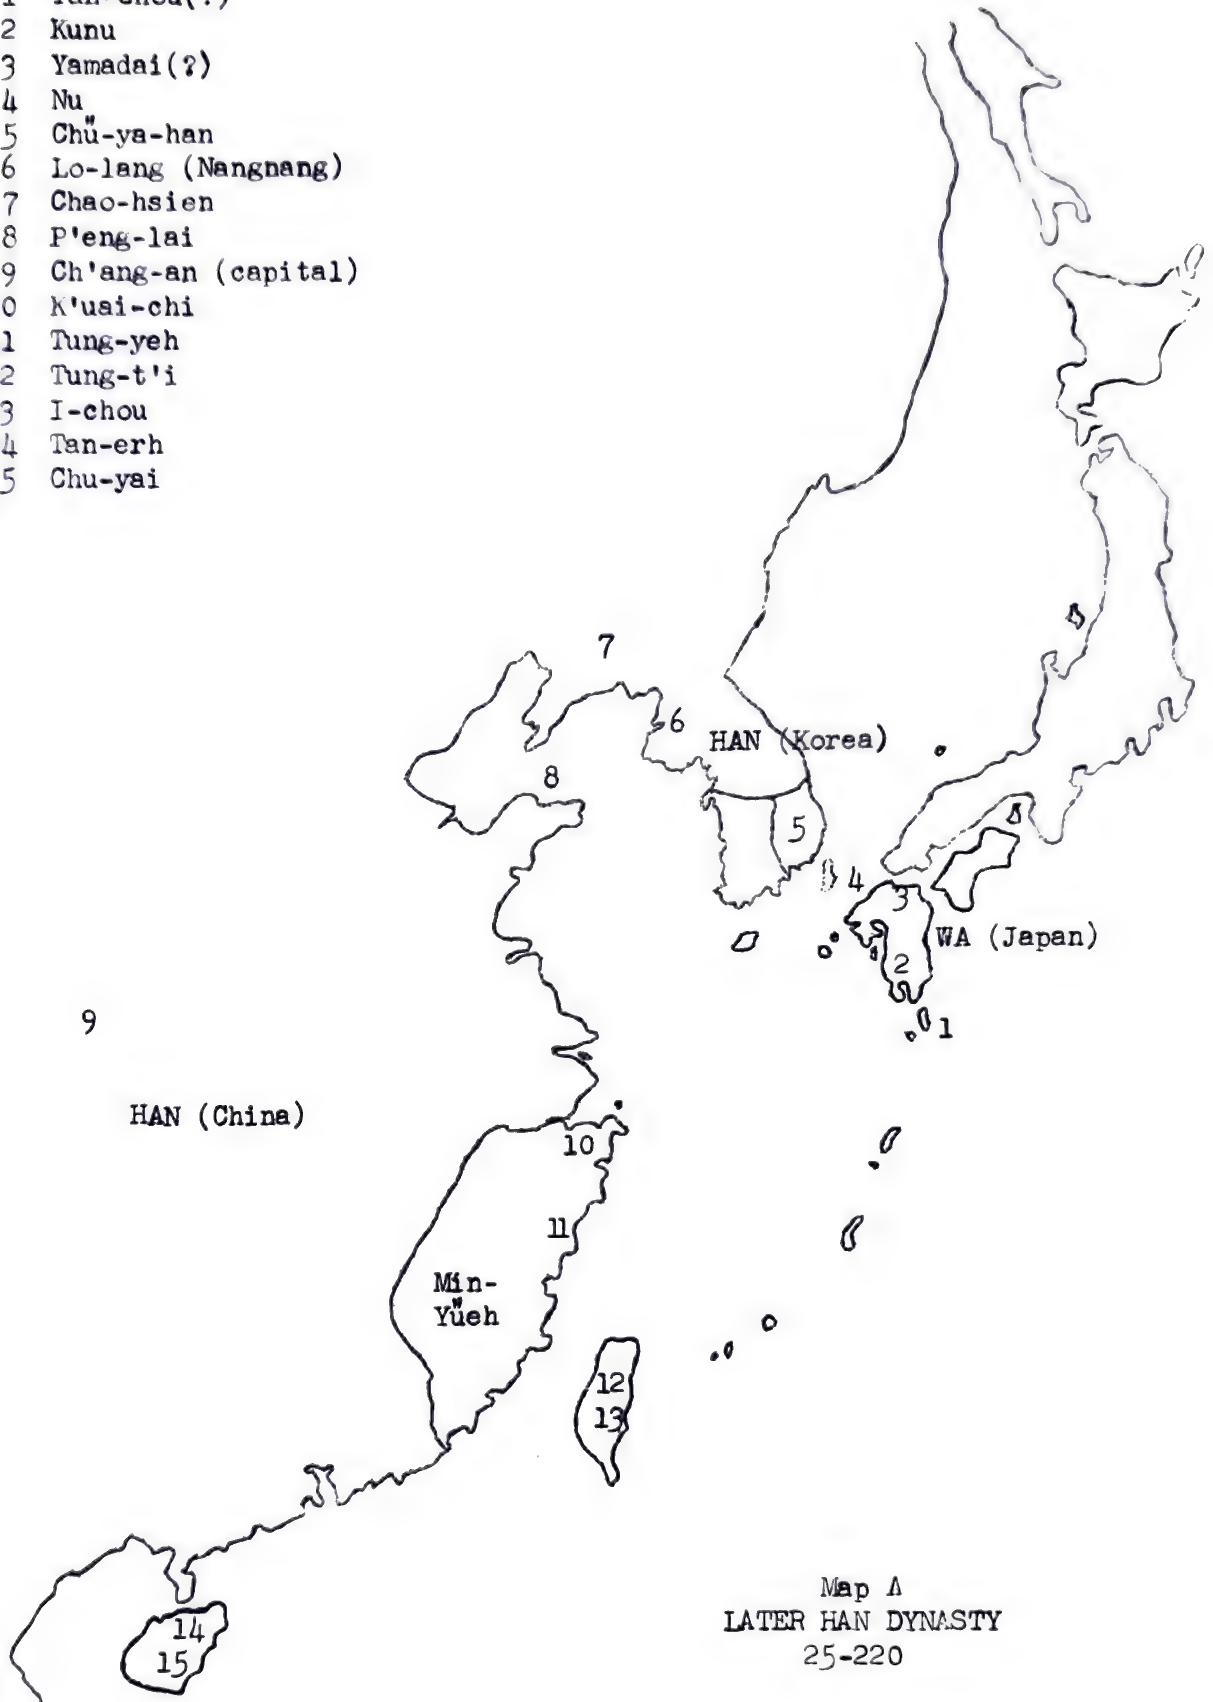 2 Kunu
3 Yamadai(?)
4 Nu
5 Chü-ya-han
6 Lo-lang (Nangnang)
7 Chao-hsien
8 P'eng-lai
9 Ch'ang-an (capital)
0 K'uai-chi
1 Tung-yeh
2 Tung-t'i
3 I-chou
4 Tan-erh
5 Chu-yai
7
6
HAN (Korea)
8
5
4
3
WA (Japan)
2
9
1
HAN (China)
10
11
Min-
Yüeh
12
13
14
15
Map A
LATER HAN DYNASTY
25-220